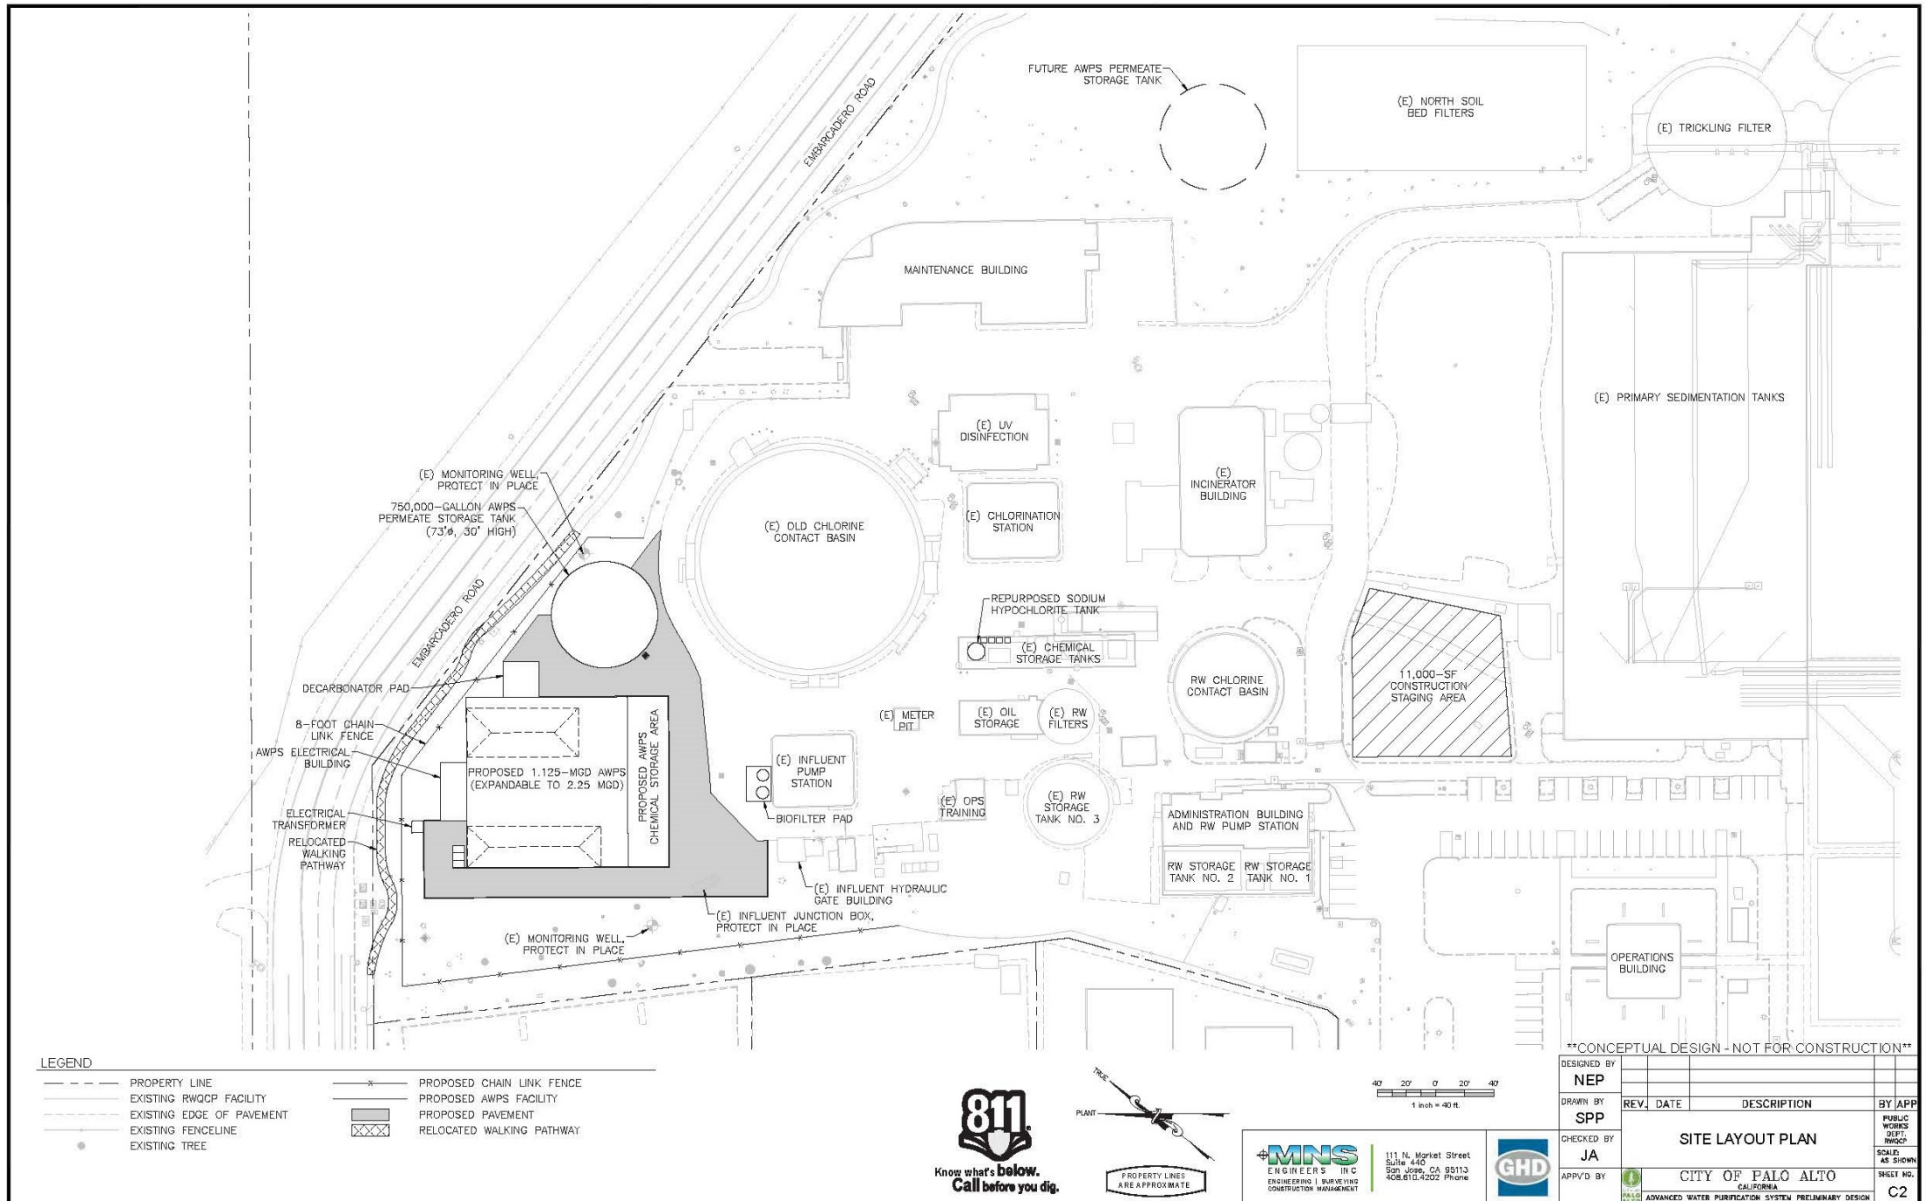 FUTURE AWPS PERMEATE
STORAGE TANK
(E) NORTH SOIL
BED FILTERS
(E) TRICKLING FILTER
EMBARCADERO ROAD
MAINTENANCE BUILDING
(E) PRIMARY SEDIMENTATION TANKS
(E) UV
DISINFECTION
(E)
INCINERATOR
BUILDING
(E) MONITORING WELL,
PROTECT IN PLACE
750,000-GALLON AWPS
PERMEATE STORAGE TANK
(73'ø, 30' HIGH)
(E) OLD CHLORINE
CONTACT BASIN
(E) CHLORINATION
STATION
EMBARCADERO ROAD
REPURPOSED SODIUM
HYPOCHLORITE TANK
(E) CHEMICAL
STORAGE TANKS
RW CHLORINE
CONTACT BASIN
11,000-SF
CONSTRUCTION
STAGING AREA
DECARBONATOR PAD
8-FOOT CHAIN
LINK FENCE
AWPS ELECTRICAL
BUILDING
(E) METER
PIT
(E) OIL
STORAGE
(E) RW
FILTERS
PROPOSED 1.125-MGD AWPS
(EXPANDABLE TO 2.25 MGD)
PROPOSED AWPS
CHEMICAL STORAGE AREA
(E) INFLUENT
PUMP
STATION
ELECTRICAL
TRANSFORMER
RELOCATED
WALKING
PATHWAY
BIOFILTER PAD
(E) OPS
TRAINING
(E) RW
STORAGE
TANK NO. 3
ADMINISTRATION BUILDING
AND RW PUMP STATION
RW STORAGE
TANK NO. 2
RW STORAGE
TANK NO. 1
(E) INFLUENT HYDRAULIC
GATE BUILDING
(E) INFLUENT JUNCTION BOX,
PROTECT IN PLACE
(E) MONITORING WELL,
PROTECT IN PLACE
OPERATIONS
BUILDING
LEGEND
PROPERTY LINE
EXISTING RWQCP FACILITY
EXISTING EDGE OF PAVEMENT
EXISTING FENCELINE
EXISTING TREE
PROPOSED CHAIN LINK FENCE
PROPOSED AWPS FACILITY
PROPOSED PAVEMENT
RELOCATED WALKING PATHWAY
811
Know what's below.
Call before you dig.
TRUE
PLANT
PROPERTY LINES
ARE APPROXIMATE
40' 20' 0' 20' 40'
1 inch = 40 ft.
MNS
ENGINEERS INC
ENGINEERING | SURVEYING
CONSTRUCTION MANAGEMENT
111 N. Market Street
Suite 440
San Jose, CA 95113
408.610.4202 Phone
GHD
**CONCEPTUAL DESIGN - NOT FOR CONSTRUCTION**
DESIGNED BY
NEP
DRAWN BY
SPP
CHECKED BY
JA
APPV'D BY
REV. DATE DESCRIPTION BY APP
SITE LAYOUT PLAN
PUBLIC
WORKS
DEPT.
RWQCP
SCALE:
AS SHOWN
CITY OF PALO ALTO
CALIFORNIA
ADVANCED WATER PURIFICATION SYSTEM PRELIMINARY DESIGN
SHEET NO.
C2